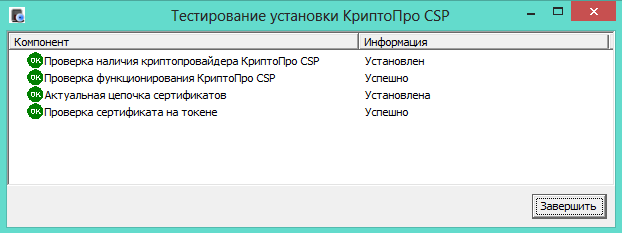 Тестирование установки КриптоПро CSP
Компонент Информация
OK Проверка наличия криптопровайдера КриптоПро CSP Установлен
OK Проверка функционирования КриптоПро CSP Успешно
OK Актуальная цепочка сертификатов Установлена
OK Проверка сертификата на токене Успешно
Завершить